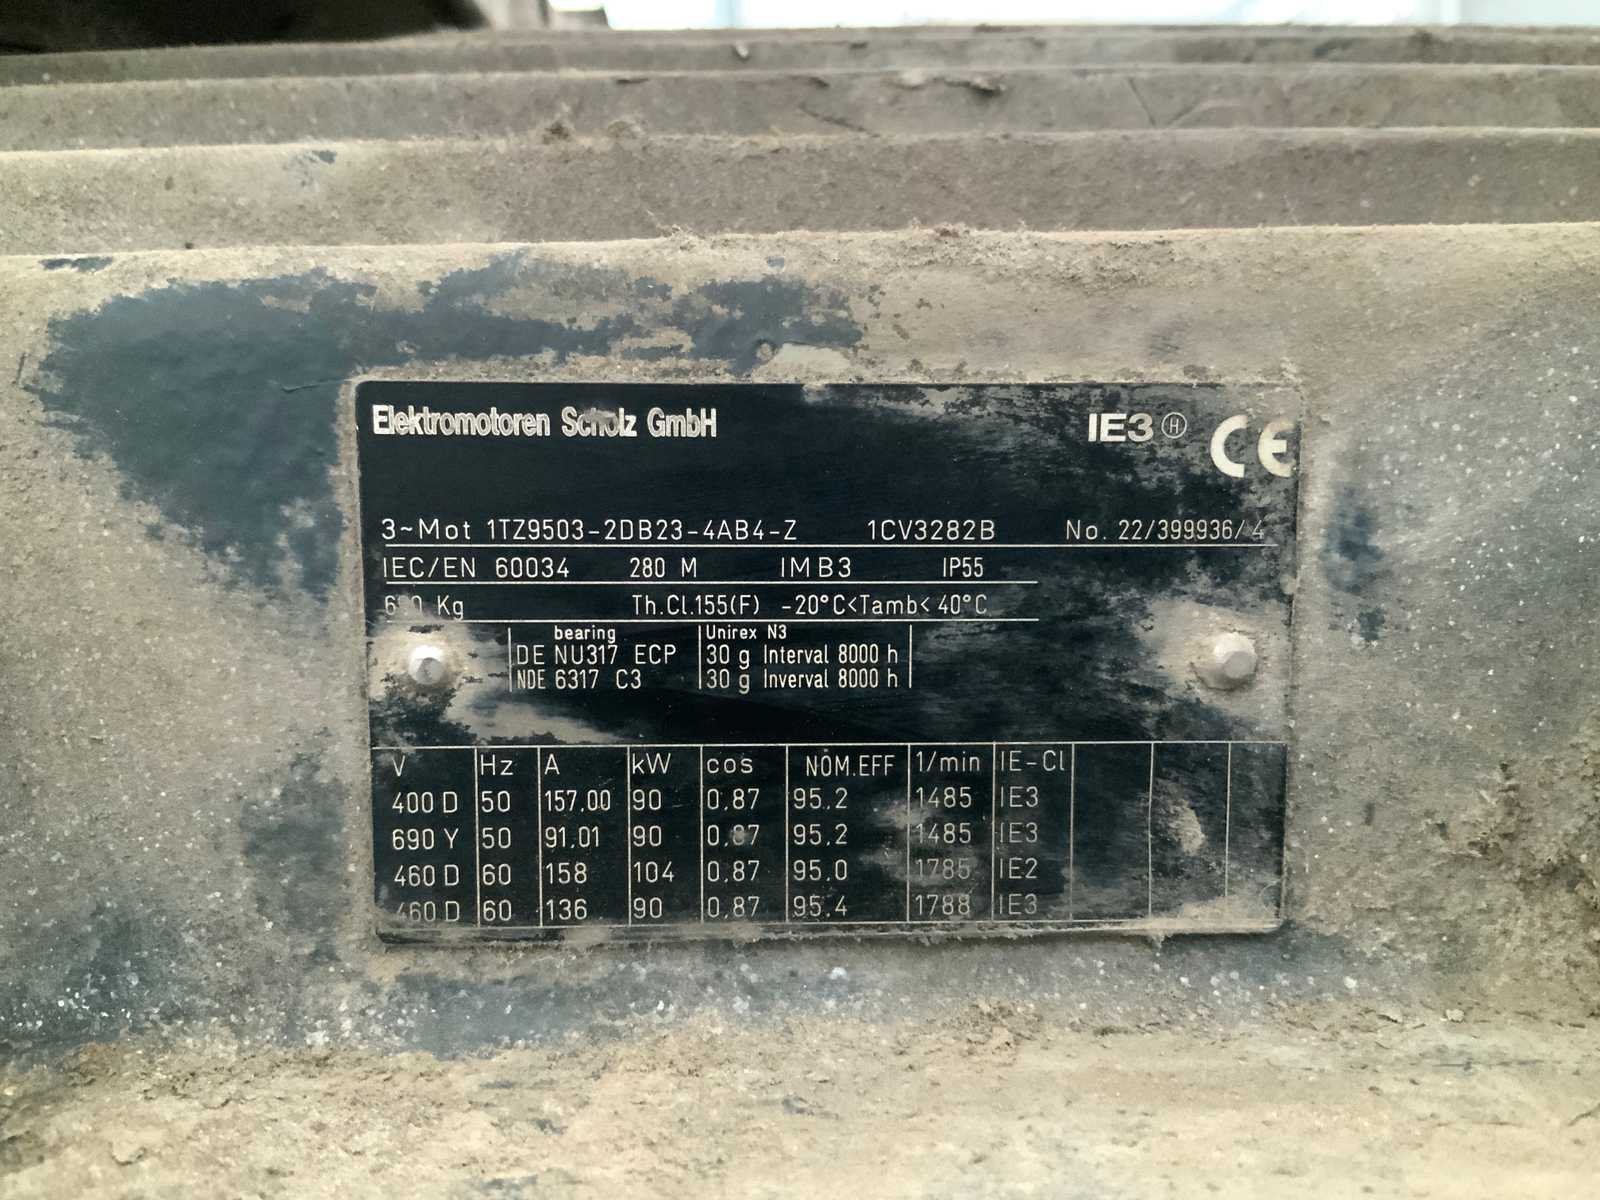 Elektromotoren Scholz GmbH IE3 H CE
3~Mot 1TZ9503-2DB23-4AB4-Z 1CV3282B No. 22/399936/4
IEC/EN 60034 280 M IM B3 IP55
Kg Th.Cl.155(F) -20°C<Tamb< 40°C
bearing Unirex N3
DE NU317 ECP 30 g Interval 8000 h
NDE 6317 C3 30 g Inverval 8000 h
V Hz A kW cos NOM.EFF 1/min IE-Cl
400 D 50 157,00 90 0,87 95,2 1485 IE3
690 Y 50 91,01 90 0,87 95,2 1485 IE3
460 D 60 158 104 0,87 95,0 1785 IE2
460 D 60 136 90 0,87 95,4 1788 IE3